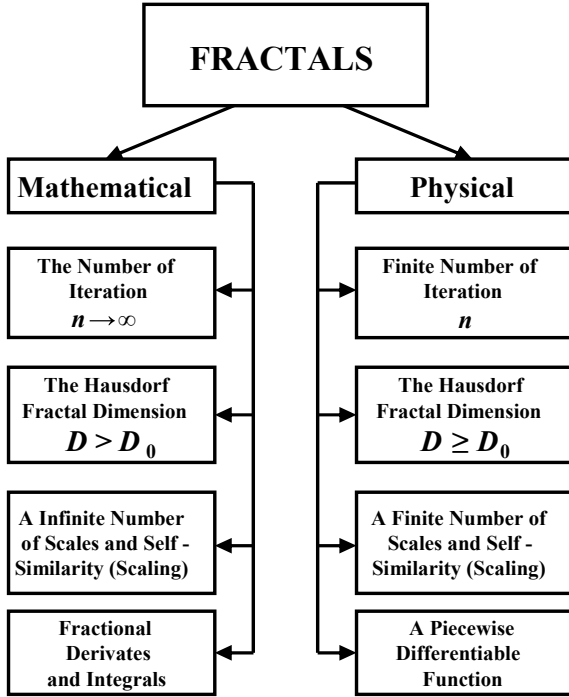 FRACTALS
Mathematical
The Number of
Iteration
n → ∞
The Hausdorf
Fractal Dimension
D > D₀
A Infinite Number
of Scales and Self -
Similarity (Scaling)
Fractional
Derivates
and Integrals
Physical
Finite Number of
Iteration
n
The Hausdorf
Fractal Dimension
D ≥ D₀
A Finite Number of
Scales and Self -
Similarity (Scaling)
A Piecewise
Differentiable
Function